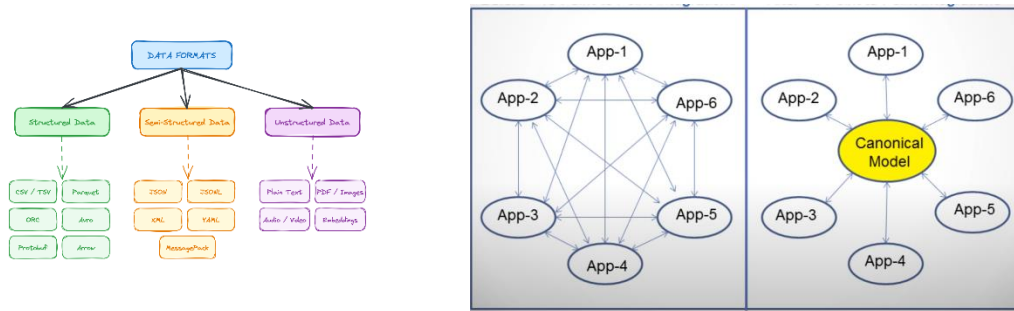 DATA FORMATS
Structured Data
Semi-Structured Data
Unstructured Data
CSV / TSV
Parquet
ORC
Avro
Protobuf
Arrow
JSON
JSONL
XML
YAML
MessagePack
Plain Text
PDF / Images
Audio / Video
Embeddings
App-1
App-2
App-6
App-3
App-5
App-4
App-1
App-2
App-6
Canonical
Model
App-3
App-5
App-4